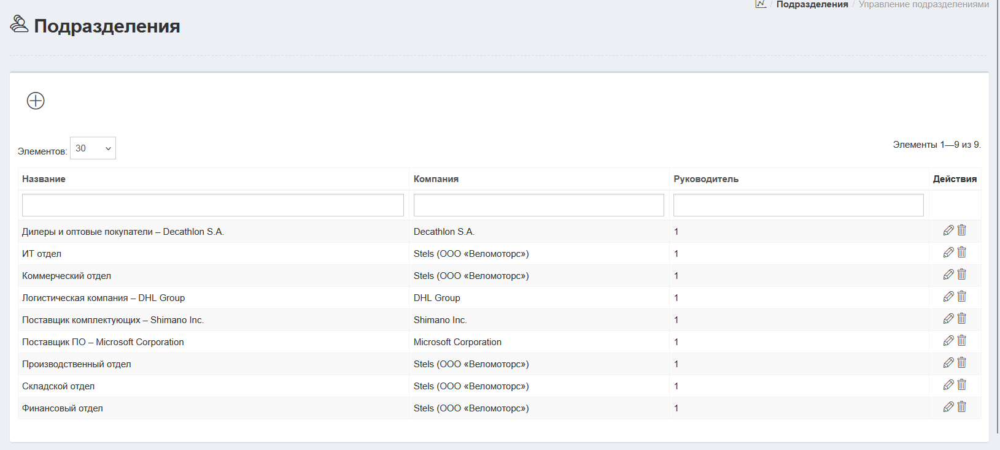 / Подразделения / Управление подразделениями
Подразделения
Элементов: 30
Элементы 1—9 из 9.
Название Компания Руководитель Действия
Дилеры и оптовые покупатели – Decathlon S.A. Decathlon S.A. 1
ИТ отдел Stels (ООО «Веломоторс») 1
Коммерческий отдел Stels (ООО «Веломоторс») 1
Логистическая компания – DHL Group DHL Group 1
Поставщик комплектующих – Shimano Inc. Shimano Inc. 1
Поставщик ПО – Microsoft Corporation Microsoft Corporation 1
Производственный отдел Stels (ООО «Веломоторс») 1
Складской отдел Stels (ООО «Веломоторс») 1
Финансовый отдел Stels (ООО «Веломоторс») 1